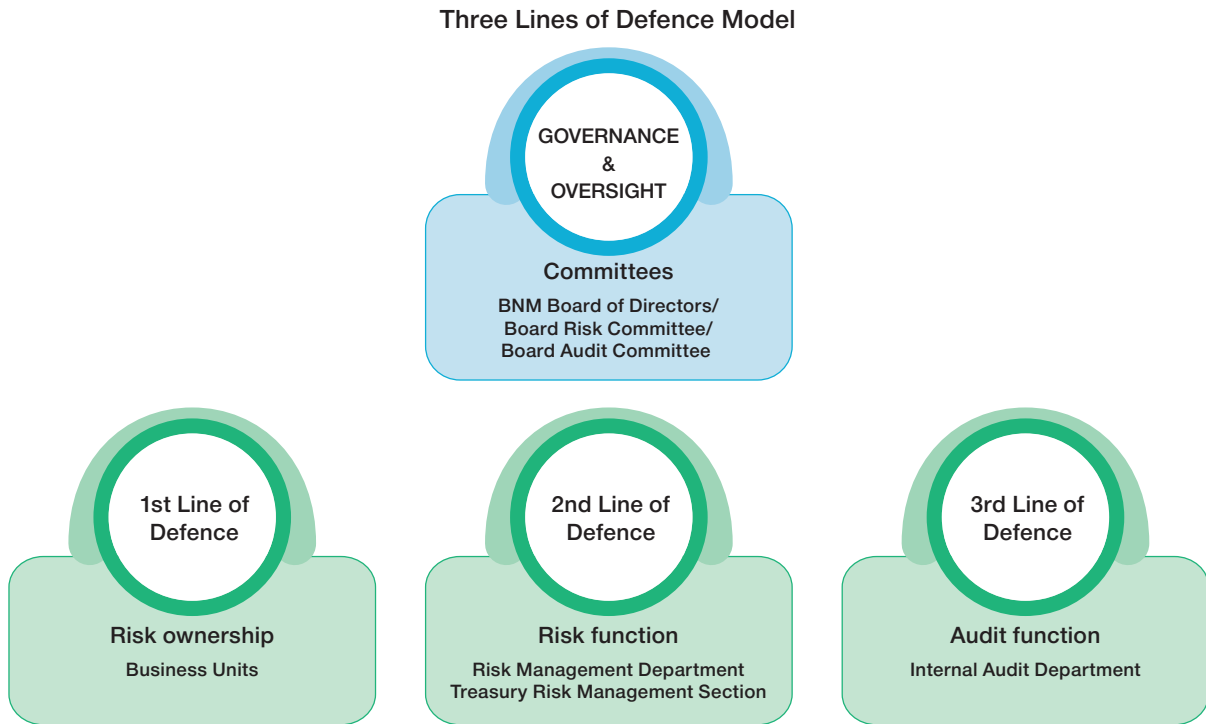 Three Lines of Defence Model
GOVERNANCE
&
OVERSIGHT
Committees
BNM Board of Directors/
Board Risk Committee/
Board Audit Committee
1st Line of
Defence
Risk ownership
Business Units
2nd Line of
Defence
Risk function
Risk Management Department
Treasury Risk Management Section
3rd Line of
Defence
Audit function
Internal Audit Department